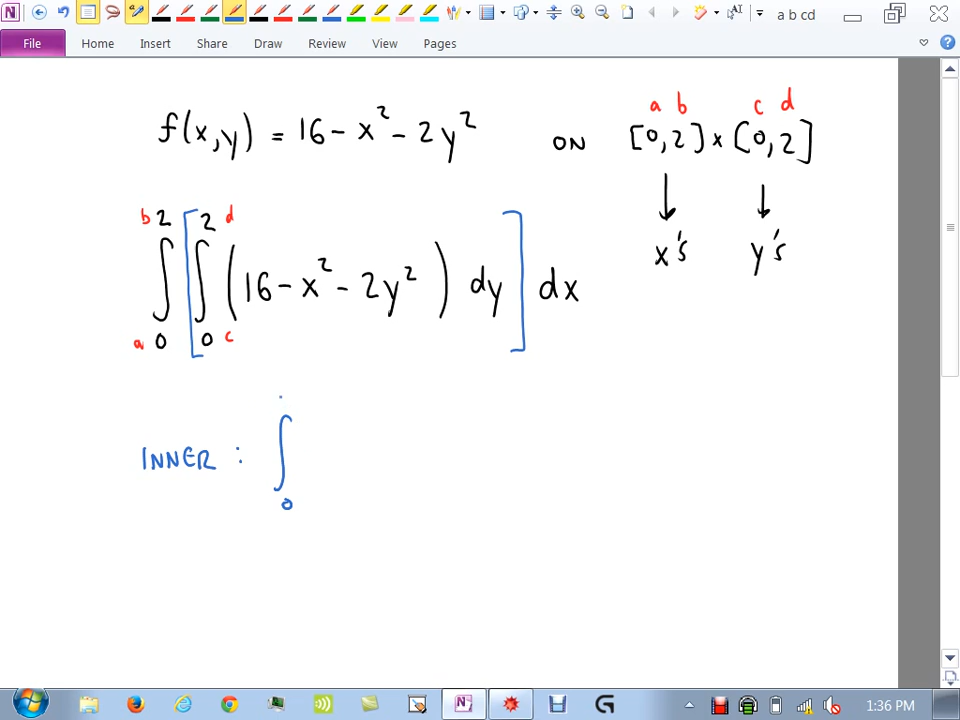 a b cd
File Home Insert Share Draw Review View Pages
a b c d
f(x,y) = 16 - x² - 2y² ON [0,2] × [0,2]
x's y's
b 2 2 d
∫ [ ∫ (16 - x² - 2y²) dy ] dx
a 0 0 c
INNER : ∫
0
1:36 PM